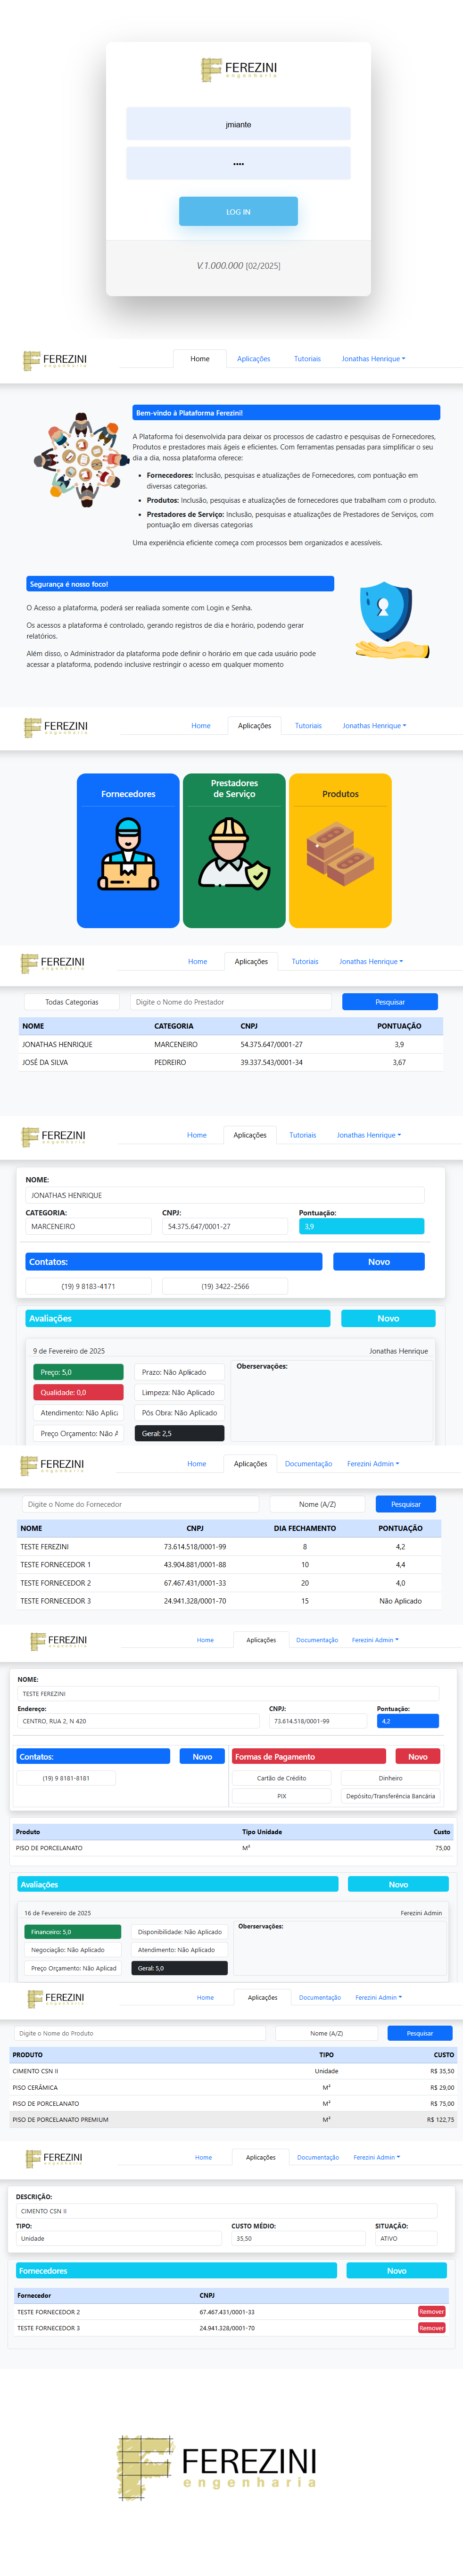 FEREZINI
engenharia
jmiante
••••
LOG IN
V.1.000.000 [02/2025]
FEREZINI
engenharia
Home Aplicações Tutoriais Jonathas Henrique
Bem-vindo à Plataforma Ferezini!
A Plataforma foi desenvolvida para deixar os processos de cadastro e pesquisas de Fornecedores,
Produtos e prestadores mais ágeis e eficientes. Com ferramentas pensadas para Simplificar o seu
dia a dia, nossa plataforma oferece:
• Fornecedores: Inclusão, pesquisas e atualizações de Fornecedores, com pontuação em
diversas categorias.
• Produtos: Inclusão, pesquisas e atualizações de fornecedores que trabalham com o produto.
• Prestadores de Serviço: Inclusão, pesquisas e atualizações de Prestadores de Serviços, com
pontuação em diversas categorias
Uma experiência eficiente começa com processos bem organizados e acessíveis.
Segurança é nosso foco!
O Acesso a plataforma, poderá ser realiada somente com Login e Senha.
Os acessos a plataforma é controlado, gerando registros de dia e horário, podendo gerar
relatórios.
Além disso, o Administrador da plataforma pode definir o horário em que cada usuário pode
acessar a plataforma, podendo inclusive restringir o acesso em qualquer momento
FEREZINI
engenharia
Home Aplicações Tutoriais Jonathas Henrique
Fornecedores
Prestadores
de Serviço
Produtos
FEREZINI
engenharia
Home Aplicações Tutoriais Jonathas Henrique
Todas Categorias Digite o Nome do Prestador Pesquisar
NOME CATEGORIA CNPJ PONTUAÇÃO
JONATHAS HENRIQUE MARCENEIRO 54.375.647/0001-27 3,9
JOSÉ DA SILVA PEDREIRO 39.337.543/0001-34 3,67
FEREZINI
engenharia
Home Aplicações Tutoriais Jonathas Henrique
NOME:
JONATHAS HENRIQUE
CATEGORIA: CNPJ: Pontuação:
MARCENEIRO 54.375.647/0001-27 3,9
Contatos: Novo
(19) 9 8183-4171 (19) 3422-2566
Avaliações Novo
9 de Fevereiro de 2025 Jonathas Henrique
Preço: 5,0 Prazo: Não Aplicado Oberservações:
Qualidade: 0,0 Limpeza: Não Aplicado
Atendimento: Não Aplic Pós Obra: Não Aplicado
Preço Orçamento: Não A Geral: 2,5
FEREZINI
engenharia
Home Aplicações Documentação Ferezini Admin
Digite o Nome do Fornecedor Nome (A/Z) Pesquisar
NOME CNPJ DIA FECHAMENTO PONTUAÇÃO
TESTE FEREZINI 73.614.518/0001-99 8 4,2
TESTE FORNECEDOR 1 43.904.881/0001-88 10 4,4
TESTE FORNECEDOR 2 67.467.431/0001-33 20 4,0
TESTE FORNECEDOR 3 24.941.328/0001-70 15 Não Aplicado
FEREZINI
engenharia
Home Aplicações Documentação Ferezini Admin
NOME:
TESTE FEREZINI
Endereço: CNPJ: Pontuação:
CENTRO, RUA 2, N 420 73.614.518/0001-99 4,2
Contatos: Novo Formas de Pagamento Novo
(19) 9 8181-8181 Cartão de Crédito Dinheiro
PIX Depósito/Transferência Bancária
Produto Tipo Unidade Custo
PISO DE PORCELANATO M² 75,00
Avaliações Novo
16 de Fevereiro de 2025 Ferezini Admin
Financeiro: 5,0 Disponibilidade: Não Aplicado Oberservações:
Negociação: Não Aplicado Atendimento: Não Aplicado
Preço Orçamento: Não Aplicad Geral: 5,0
FEREZINI
engenharia
Home Aplicações Documentação Ferezini Admin
Digite o Nome do Produto Nome (A/Z) Pesquisar
PRODUTO TIPO CUSTO
CIMENTO CSN II Unidade R$ 35,50
PISO CERÂMICA M² R$ 29,00
PISO DE PORCELANATO M² R$ 75,00
PISO DE PORCELANATO PREMIUM M² R$ 122,75
FEREZINI
engenharia
Home Aplicações Documentação Ferezini Admin
DESCRIÇÃO:
CIMENTO CSN II
TIPO: CUSTO MÉDIO: SITUAÇÃO:
Unidade 35,50 ATIVO
Fornecedores Novo
Fornecedor CNPJ
TESTE FORNECEDOR 2 67.467.431/0001-33 Remover
TESTE FORNECEDOR 3 24.941.328/0001-70 Remover
FEREZINI
engenharia